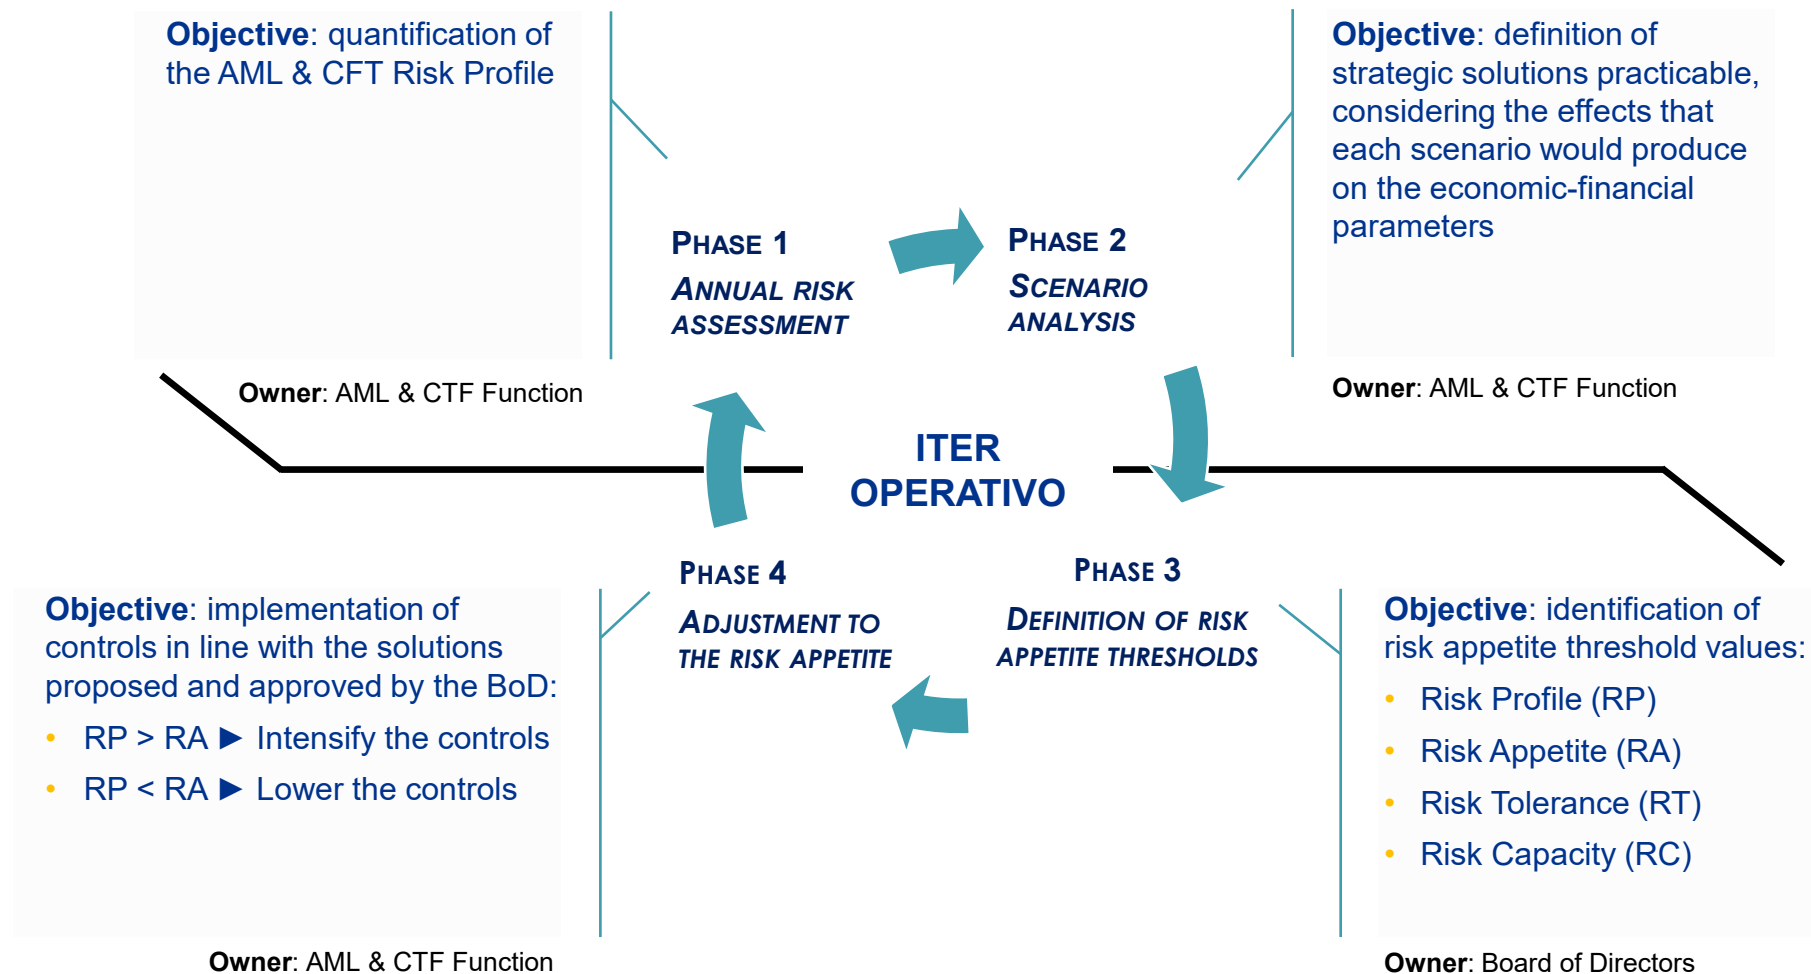 Objective: quantification of
the AML & CFT Risk Profile
Owner: AML & CTF Function
PHASE 1
ANNUAL RISK
ASSESSMENT
PHASE 2
SCENARIO
ANALYSIS
Objective: definition of
strategic solutions practicable,
considering the effects that
each scenario would produce
on the economic-financial
parameters
Owner: AML & CTF Function
ITER
OPERATIVO
PHASE 4
ADJUSTMENT TO
THE RISK APPETITE
PHASE 3
DEFINITION OF RISK
APPETITE THRESHOLDS
Objective: implementation of
controls in line with the solutions
proposed and approved by the BoD:
• RP > RA ► Intensify the controls
• RP < RA ► Lower the controls
Owner: AML & CTF Function
Objective: identification of
risk appetite threshold values:
• Risk Profile (RP)
• Risk Appetite (RA)
• Risk Tolerance (RT)
• Risk Capacity (RC)
Owner: Board of Directors